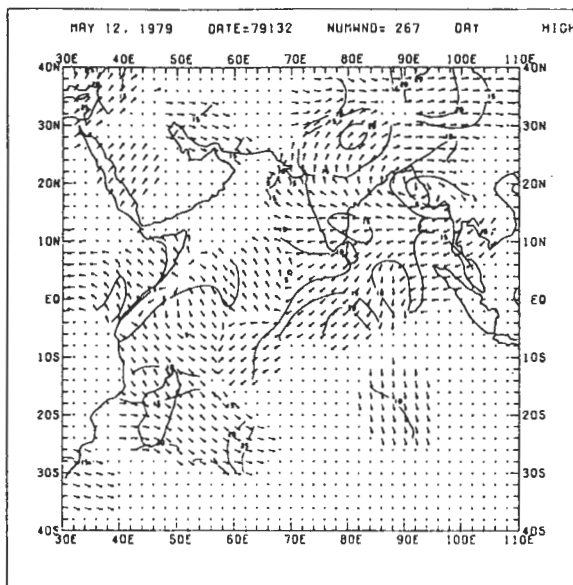 MAY 12, 1979 DATE=79132 NUMWND= 267 DAY HIGH
30E 40E 50E 60E 70E 80E 90E 100E 110E
40N 40N
30N 30N
20N 20N
10N 10N
EQ EQ
10S 10S
20S 20S
30S 30S
40S 40S
30E 40E 50E 60E 70E 80E 90E 100E 110E